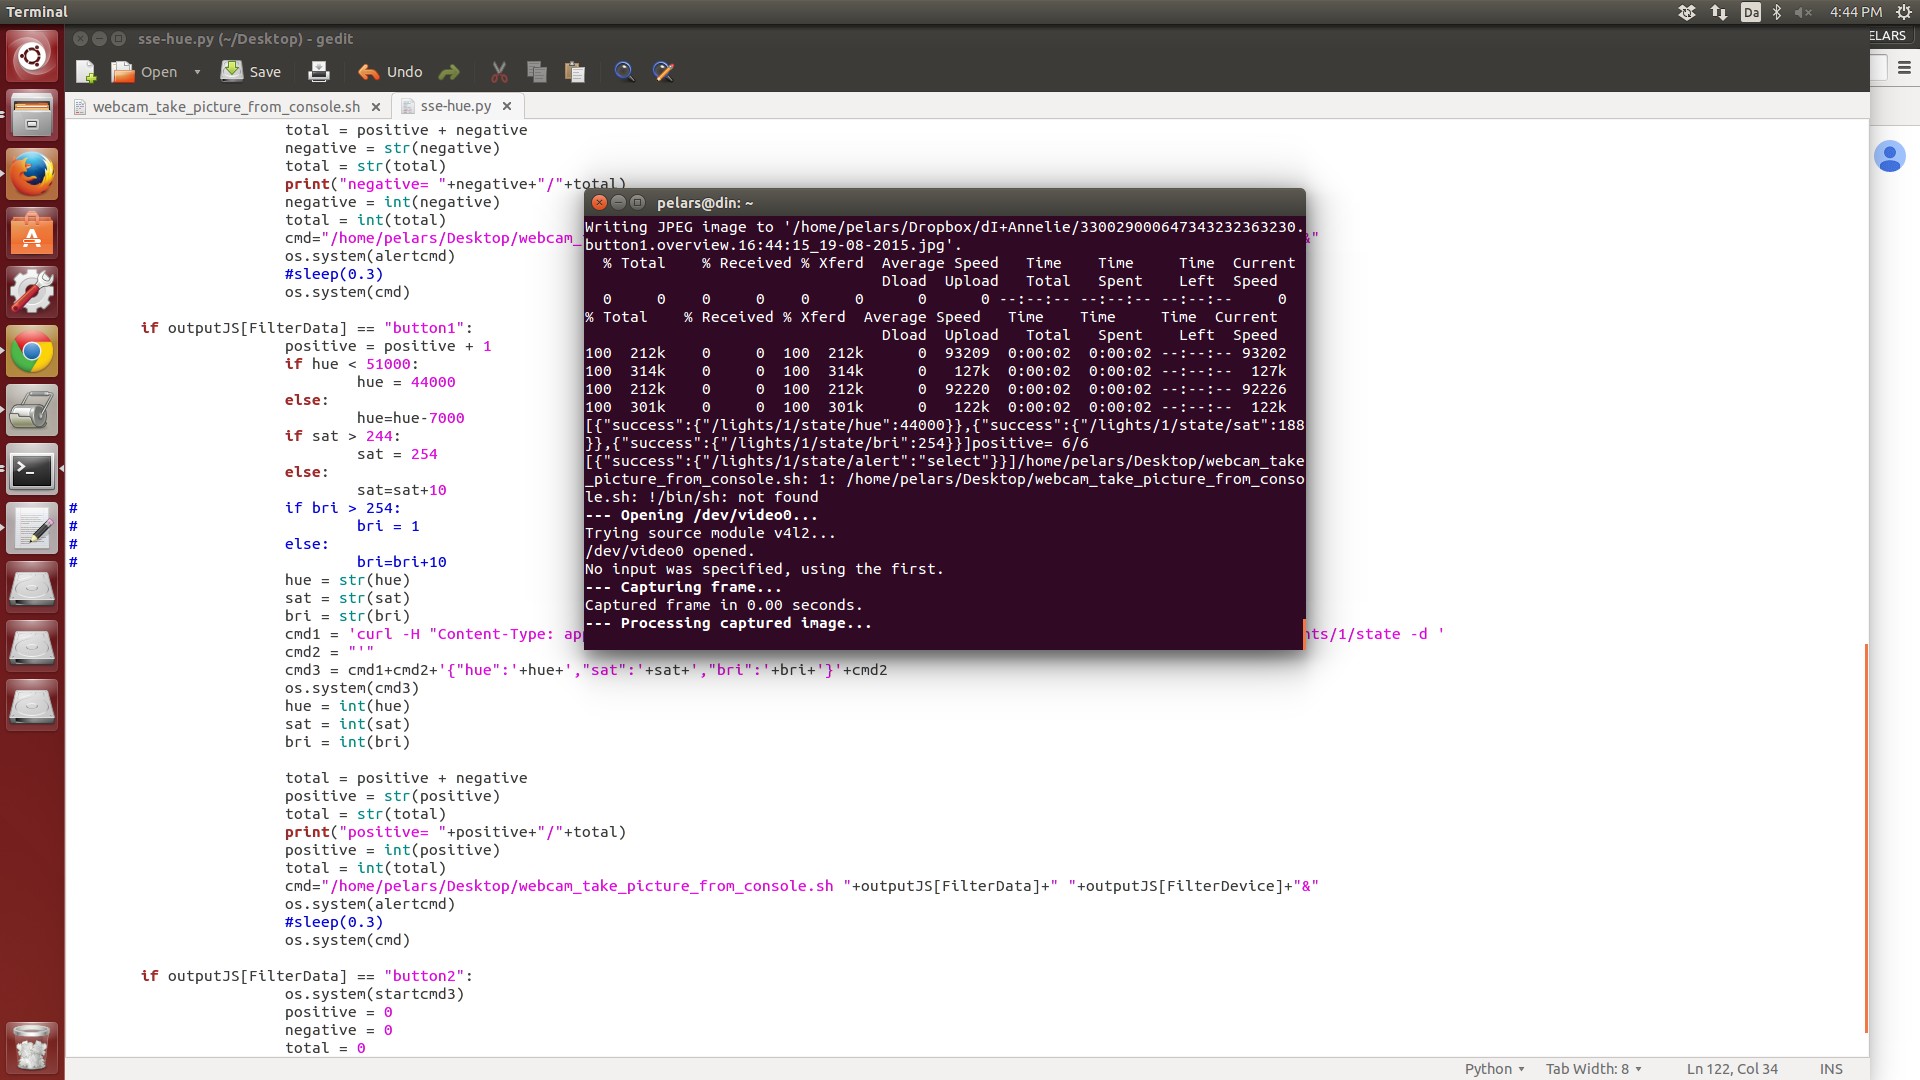 Terminal
Da
4:44 PM
sse-hue.py (~/Desktop) - gedit
ELARS
Open
Save
Undo
webcam_take_picture_from_console.sh
sse-hue.py
total = positive + negative
negative = str(negative)
total = str(total)
print("negative= "+negative+"/"+total)
negative = int(negative)
total = int(total)
cmd="/home/pelars/Desktop/webcam_
&"
os.system(alertcmd)
#sleep(0.3)
os.system(cmd)
if outputJS[FilterData] == "button1":
positive = positive + 1
if hue < 51000:
hue = 44000
else:
hue=hue-7000
if sat > 244:
sat = 254
else:
sat=sat+10
# if bri > 254:
# bri = 1
# else:
# bri=bri+10
hue = str(hue)
sat = str(sat)
bri = str(bri)
cmd1 = 'curl -H "Content-Type: ap
hts/1/state -d '
cmd2 = "'"
cmd3 = cmd1+cmd2+'{"hue":'+hue+',"sat":'+sat+',"bri":'+bri+'}'+cmd2
os.system(cmd3)
hue = int(hue)
sat = int(sat)
bri = int(bri)
total = positive + negative
positive = str(positive)
total = str(total)
print("positive= "+positive+"/"+total)
positive = int(positive)
total = int(total)
cmd="/home/pelars/Desktop/webcam_take_picture_from_console.sh "+outputJS[FilterData]+" "+outputJS[FilterDevice]+"&"
os.system(alertcmd)
#sleep(0.3)
os.system(cmd)
if outputJS[FilterData] == "button2":
os.system(startcmd3)
positive = 0
negative = 0
total = 0
pelars@din: ~
Writing JPEG image to '/home/pelars/Dropbox/dI+Annelie/330029000647343232363230.
button1.overview.16:44:15_19-08-2015.jpg'.
% Total % Received % Xferd Average Speed Time Time Time Current
Dload Upload Total Spent Left Speed
0 0 0 0 0 0 0 0 --:--:-- --:--:-- --:--:-- 0
% Total % Received % Xferd Average Speed Time Time Time Current
Dload Upload Total Spent Left Speed
100 212k 0 0 100 212k 0 93209 0:00:02 0:00:02 --:--:-- 93202
100 314k 0 0 100 314k 0 127k 0:00:02 0:00:02 --:--:-- 127k
100 212k 0 0 100 212k 0 92220 0:00:02 0:00:02 --:--:-- 92226
100 301k 0 0 100 301k 0 122k 0:00:02 0:00:02 --:--:-- 122k
[{"success":{"/lights/1/state/hue":44000}},{"success":{"/lights/1/state/sat":188
}},{"success":{"/lights/1/state/bri":254}}]positive= 6/6
[{"success":{"/lights/1/state/alert":"select"}}]/home/pelars/Desktop/webcam_take
_picture_from_console.sh: 1: /home/pelars/Desktop/webcam_take_picture_from_conso
le.sh: !/bin/sh: not found
--- Opening /dev/video0...
Trying source module v4l2...
/dev/video0 opened.
No input was specified, using the first.
--- Capturing frame...
Captured frame in 0.00 seconds.
--- Processing captured image...
Python
Tab Width: 8
Ln 122, Col 34
INS